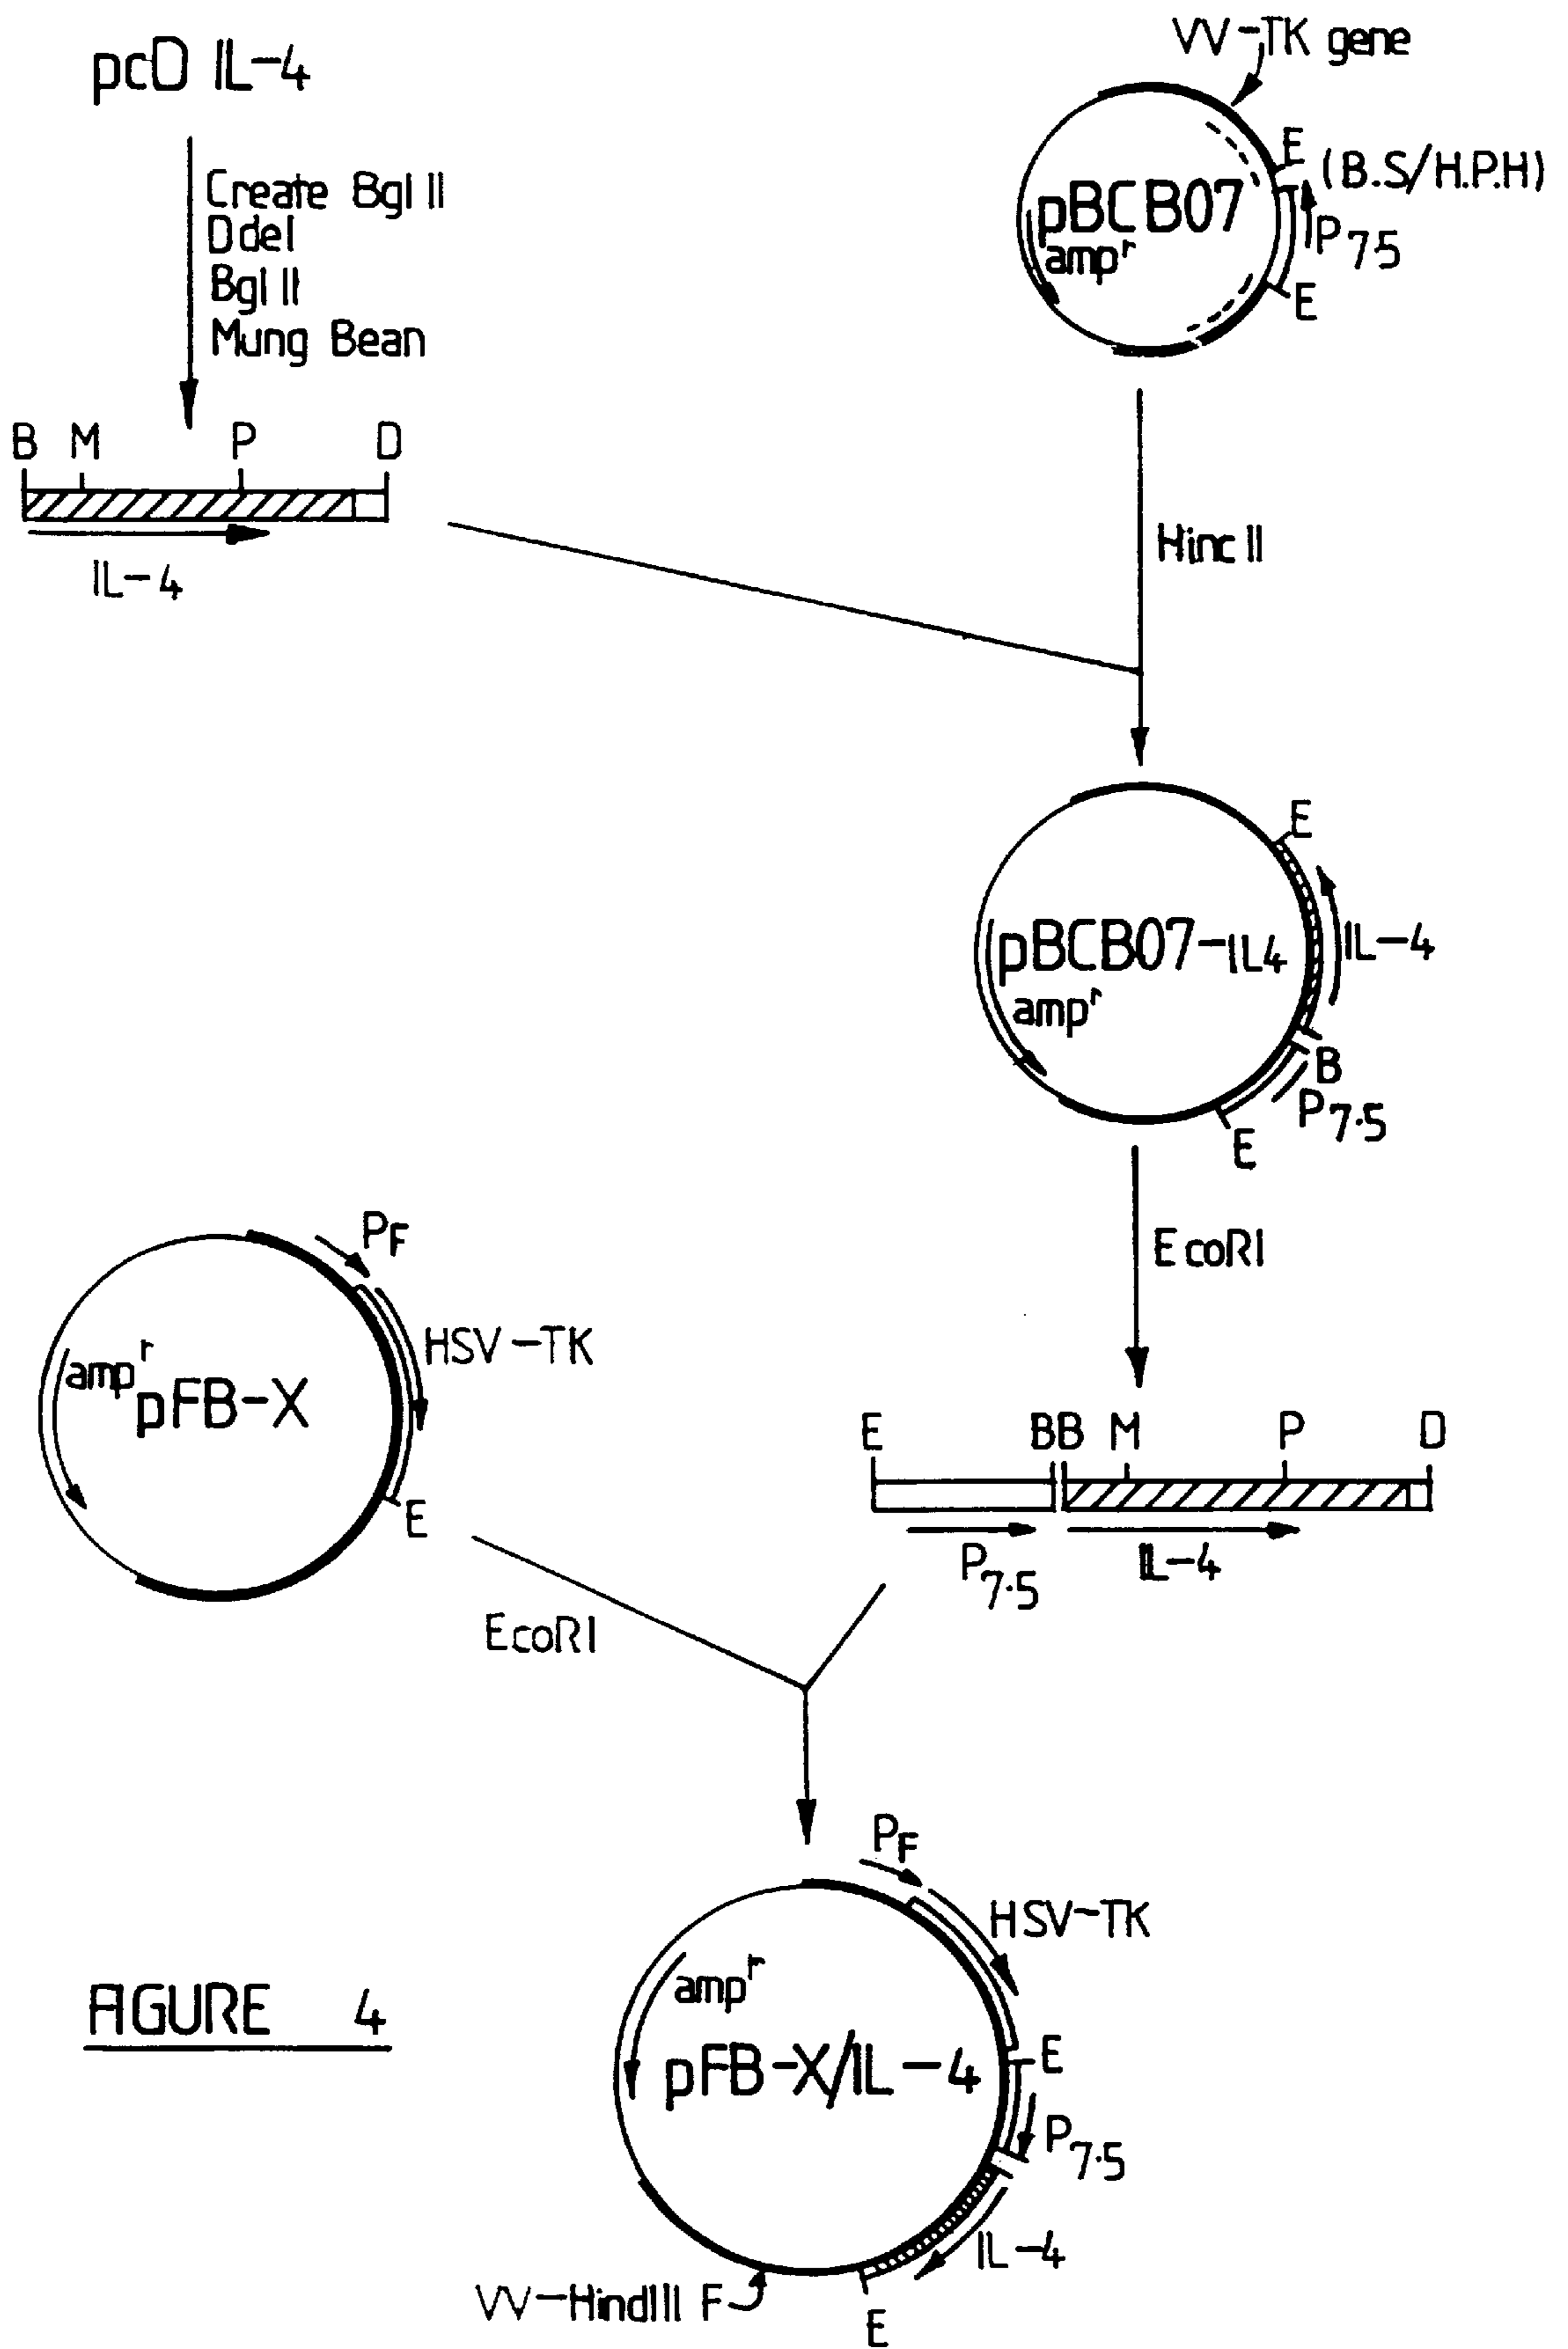 pcD IL-4
Create Bgl II
Dde I
Bgl II
Mung Bean
B M P D
IL-4
VV-TK gene
E
(B.S/H.P.H)
pBCB07
amp^r
P7.5
E
Hinc II
E
pBCB07-IL4
amp^r
IL-4
B
P7.5
E
EcoRI
PF
HSV-TK
amp^r
pFB-X
E
EcoRI
E BB M P D
P7.5
IL-4
PF
HSV-TK
amp^r
E
pFB-X/IL-4
P7.5
IL-4
VV-HindIII F
E
FIGURE 4